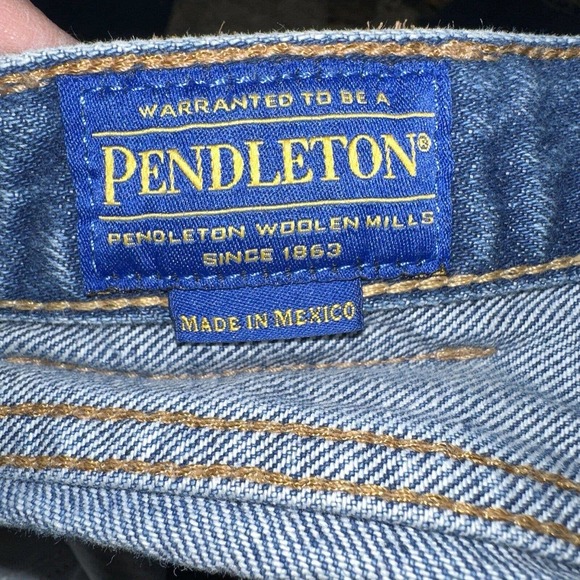 WARRANTED TO BE A
PENDLETON®
PENDLETON WOOLEN MILLS
SINCE 1863
MADE IN MEXICO